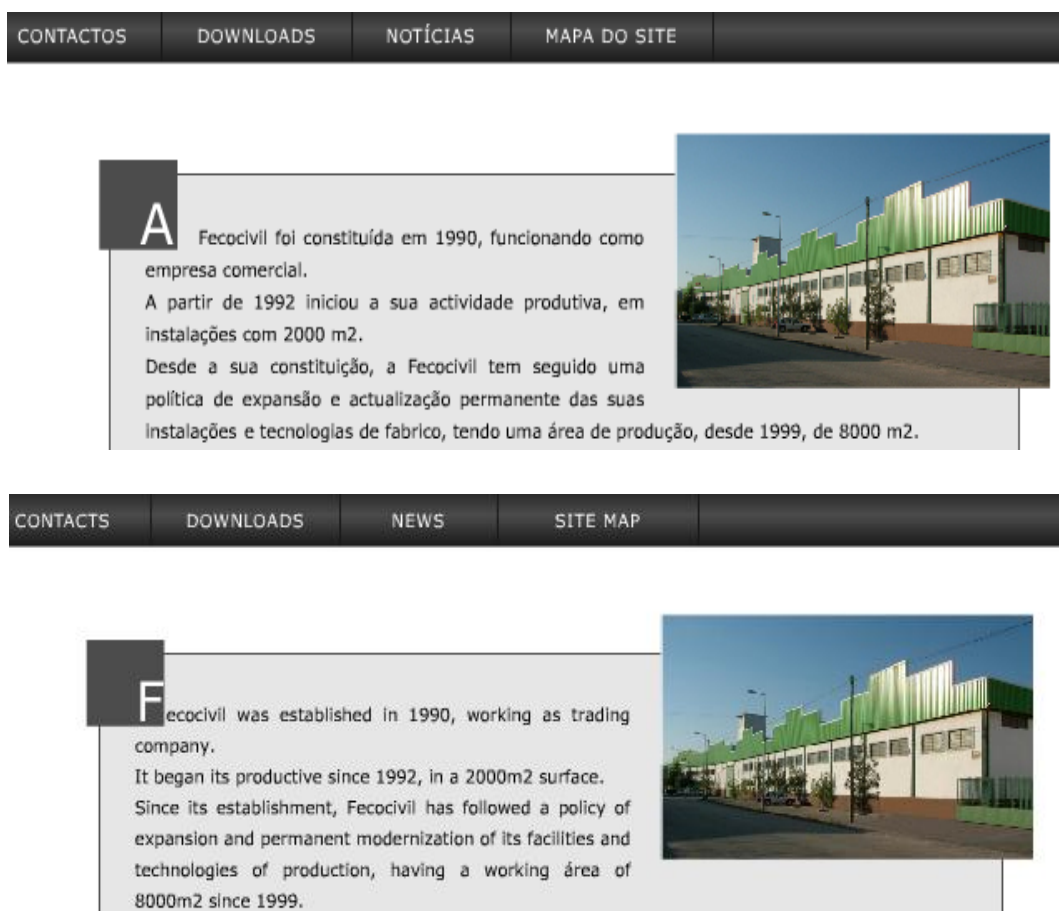 CONTACTOS DOWNLOADS NOTÍCIAS MAPA DO SITE
A Fecocivil foi constituída em 1990, funcionando como
empresa comercial.
A partir de 1992 iniciou a sua actividade produtiva, em
instalações com 2000 m2.
Desde a sua constituição, a Fecocivil tem seguido uma
política de expansão e actualização permanente das suas
instalações e tecnologias de fabrico, tendo uma área de produção, desde 1999, de 8000 m2.
CONTACTS DOWNLOADS NEWS SITE MAP
Fecocivil was established in 1990, working as trading
company.
It began its productive since 1992, in a 2000m2 surface.
Since its establishment, Fecocivil has followed a policy of
expansion and permanent modernization of its facilities and
technologies of production, having a working área of
8000m2 since 1999.